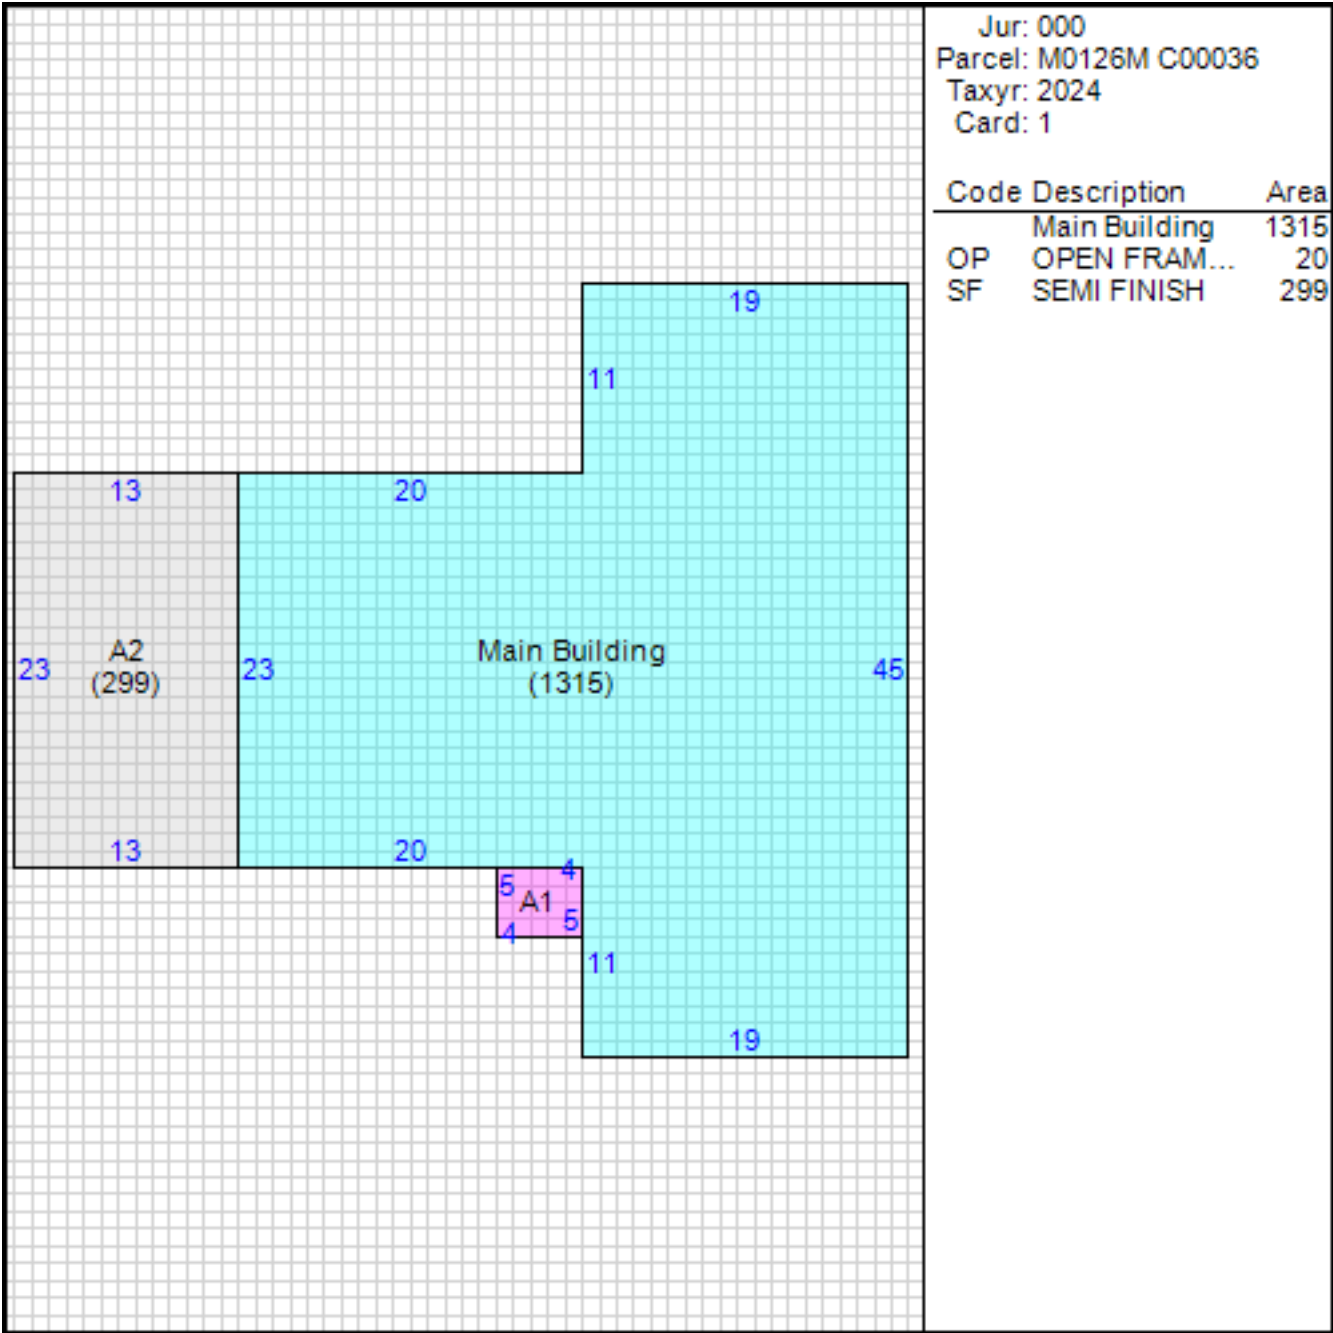 Jur: 000
Parcel: M0126M C00036
Taxyr: 2024
Card: 1
Code Description Area
Main Building 1315
OP OPEN FRAM... 20
SF SEMI FINISH 299
19
11
13 20
A2
(299)
23
23
Main Building
(1315)
45
13 20
4
5
A1
5
4
11
19